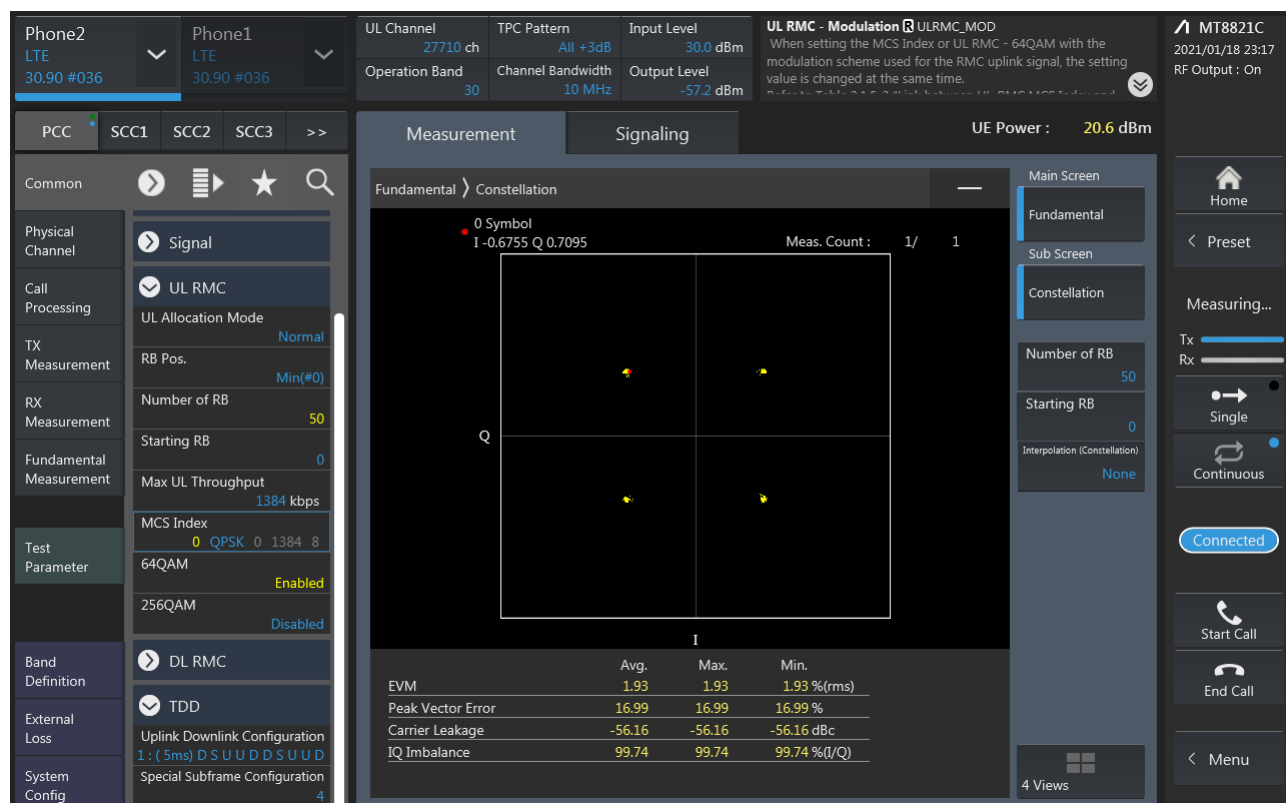 Phone2
LTE
30.90 #036
Phone1
LTE
30.90 #036
UL Channel
27710 ch
TPC Pattern
All +3dB
Input Level
30.0 dBm
Operation Band
30
Channel Bandwidth
10 MHz
Output Level
-57.2 dBm
UL RMC - Modulation R ULRMC_MOD
When setting the MCS Index or UL RMC - 64QAM with the
modulation scheme used for the RMC uplink signal, the setting
value is changed at the same time.
MT8821C
2021/01/18 23:17
RF Output : On
PCC SCC1 SCC2 SCC3 >>
Measurement
Signaling
UE Power : 20.6 dBm
Common
Physical
Channel
Call
Processing
TX
Measurement
RX
Measurement
Fundamental
Measurement
Test
Parameter
Band
Definition
External
Loss
System
Config
Signal
UL RMC
UL Allocation Mode
Normal
RB Pos.
Min(#0)
Number of RB
50
Starting RB
0
Max UL Throughput
1384 kbps
MCS Index
0 QPSK 0 1384 8
64QAM
Enabled
256QAM
Disabled
DL RMC
TDD
Uplink Downlink Configuration
1 : ( 5ms) D S U U D D S U U D
Special Subframe Configuration
4
Fundamental
Constellation
0 Symbol
I -0.6755 Q 0.7095
Meas. Count : 1/ 1
Q
I
Avg. Max. Min.
EVM 1.93 1.93 1.93 %(rms)
Peak Vector Error 16.99 16.99 16.99 %
Carrier Leakage -56.16 -56.16 -56.16 dBc
IQ Imbalance 99.74 99.74 99.74 %(I/Q)
Main Screen
Fundamental
Sub Screen
Constellation
Number of RB
50
Starting RB
0
Interpolation (Constellation)
None
4 Views
Home
< Preset
Measuring...
Tx
Rx
Single
Continuous
Connected
Start Call
End Call
< Menu